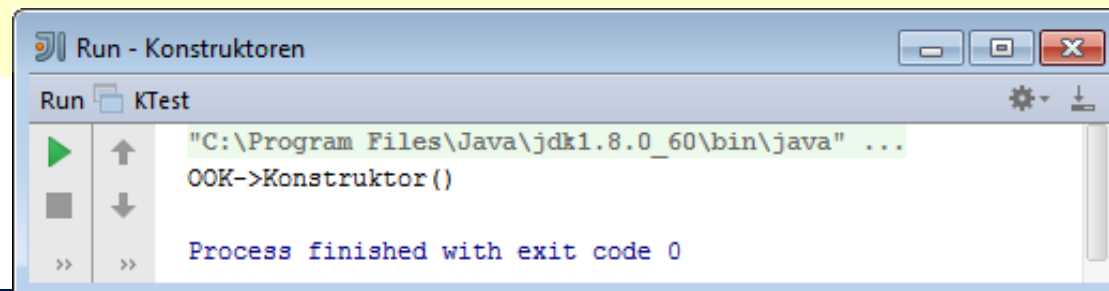 Run - Konstruktoren
Run KTest
"C:\Program Files\Java\jdk1.8.0_60\bin\java" ...
OOK->Konstruktor()
Process finished with exit code 0